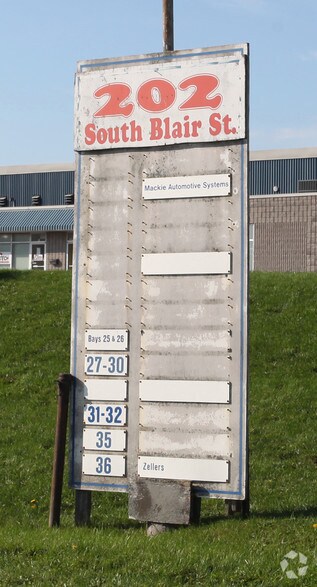 202
South Blair St.
Mackie Automotive Systems
Bays 25 & 26
27-30
31-32
35
36
Zellers